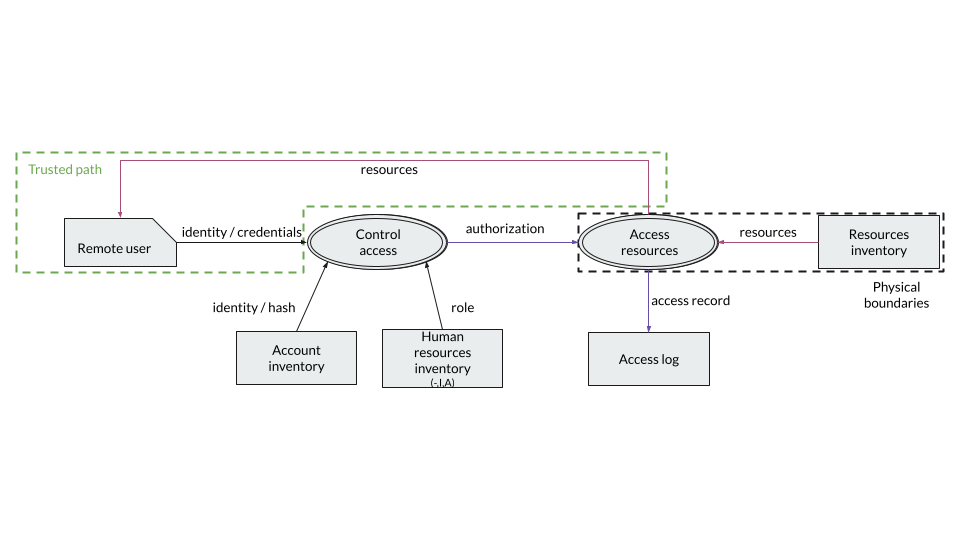 Trusted path
resources
Remote user
identity / credentials
Control
access
authorization
Access
resources
resources
Resources
inventory
Physical
boundaries
identity / hash
role
access record
Account
inventory
Human
resources
inventory
(-,I,A)
Access log